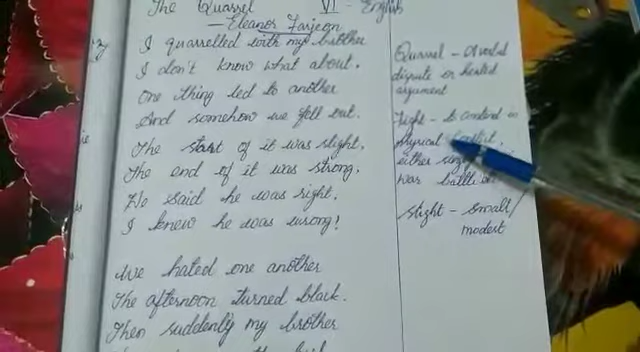 The Quarrel VI - English
- Eleanor Farjeon
I quarrelled with my brother
I don't know what about,
One thing led to another
And somehow we fell out.
The start of it was slight,
The end of it was strong,
He said he was right,
I knew he was wrong!
We hated one another
The afternoon turned black.
Then suddenly my brother
Quarrel - A
dispute or heated
argument
Fight - to contend in
physical conflict,
either
war battle or
slight - small/
modest